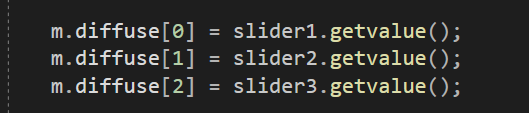 m.diffuse[0] = slider1.getvalue();
m.diffuse[1] = slider2.getvalue();
m.diffuse[2] = slider3.getvalue();